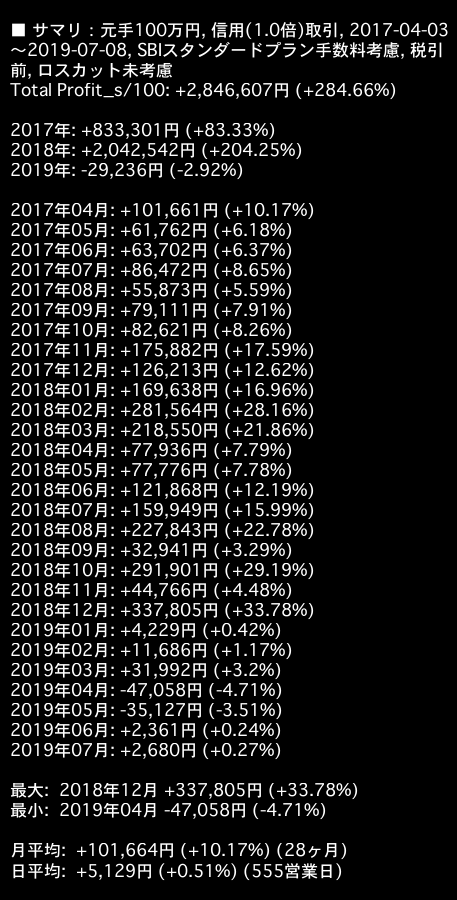 ■ サマリ：元手100万円, 信用(1.0倍)取引, 2017-04-03
～2019-07-08, SBIスタンダードプラン手数料考慮, 税引
前, ロスカット未考慮
Total Profit_s/100: +2,846,607円 (+284.66%)
2017年: +833,301円 (+83.33%)
2018年: +2,042,542円 (+204.25%)
2019年: -29,236円 (-2.92%)
2017年04月: +101,661円 (+10.17%)
2017年05月: +61,762円 (+6.18%)
2017年06月: +63,702円 (+6.37%)
2017年07月: +86,472円 (+8.65%)
2017年08月: +55,873円 (+5.59%)
2017年09月: +79,111円 (+7.91%)
2017年10月: +82,621円 (+8.26%)
2017年11月: +175,882円 (+17.59%)
2017年12月: +126,213円 (+12.62%)
2018年01月: +169,638円 (+16.96%)
2018年02月: +281,564円 (+28.16%)
2018年03月: +218,550円 (+21.86%)
2018年04月: +77,936円 (+7.79%)
2018年05月: +77,776円 (+7.78%)
2018年06月: +121,868円 (+12.19%)
2018年07月: +159,949円 (+15.99%)
2018年08月: +227,843円 (+22.78%)
2018年09月: +32,941円 (+3.29%)
2018年10月: +291,901円 (+29.19%)
2018年11月: +44,766円 (+4.48%)
2018年12月: +337,805円 (+33.78%)
2019年01月: +4,229円 (+0.42%)
2019年02月: +11,686円 (+1.17%)
2019年03月: +31,992円 (+3.2%)
2019年04月: -47,058円 (-4.71%)
2019年05月: -35,127円 (-3.51%)
2019年06月: +2,361円 (+0.24%)
2019年07月: +2,680円 (+0.27%)
最大: 2018年12月 +337,805円 (+33.78%)
最小: 2019年04月 -47,058円 (-4.71%)
月平均: +101,664円 (+10.17%) (28ヶ月)
日平均: +5,129円 (+0.51%) (555営業日)